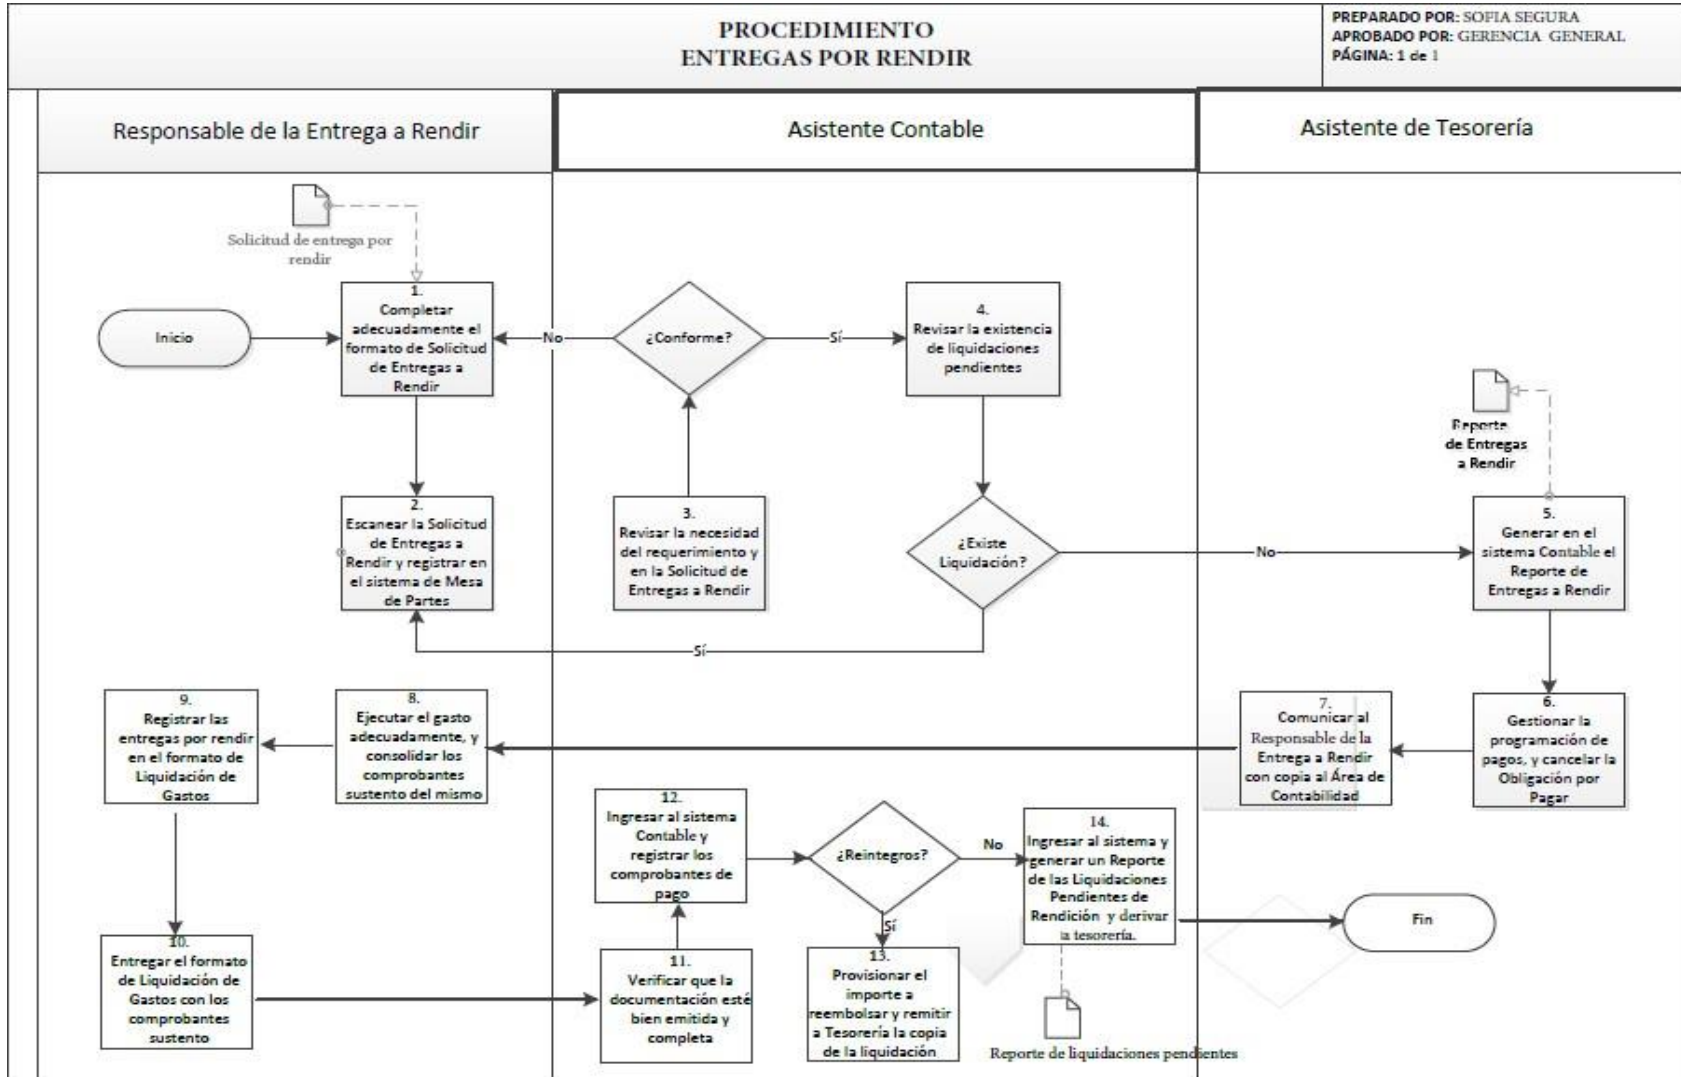 PROCEDIMIENTO
ENTREGAS POR RENDIR
PREPARADO POR: SOFIA SEGURA
APROBADO POR: GERENCIA GENERAL
PÁGINA: 1 de 1
Responsable de la Entrega a Rendir
Asistente Contable
Asistente de Tesorería
Solicitud de entrega por
rendir
Inicio
1.
Completar
adecuadamente el
formato de Solicitud
de Entregas a
Rendir
No
¿Conforme?
Sí
4.
Revisar la existencia
de liquidaciones
pendientes
Reporte
de Entregas
a Rendir
2.
Escanear la Solicitud
de Entregas a
Rendir y registrar en
el sistema de Mesa
de Partes
3.
Revisar la necesidad
del requerimiento y
en la Solicitud de
Entregas a Rendir
¿Existe
Liquidación?
No
5.
Generar en el
sistema Contable el
Reporte de
Entregas a Rendir
Sí
9.
Registrar las
entregas por rendir
en el formato de
Liquidación de
Gastos
8.
Ejecutar el gasto
adecuadamente, y
consolidar los
comprobantes
sustento del mismo
7.
Comunicar al
Responsable de la
Entrega a Rendir
con copia al Área de
Contabilidad
6.
Gestionar la
programación de
pagos, y cancelar la
Obligación por
Pagar
12.
Ingresar al sistema
Contable y
registrar los
comprobantes de
pago
¿Reintegros?
No
14.
Ingresar al sistema y
generar un Reporte
de las Liquidaciones
Pendientes de
Rendición y derivar
a tesorería.
Fin
Sí
10.
Entregar el formato
de Liquidación de
Gastos con los
comprobantes
sustento
11.
Verificar que la
documentación esté
bien emitida y
completa
13.
Provisionar el
importe a
reembolsar y remitir
a Tesorería la copia
de la liquidación
Reporte de liquidaciones pendientes